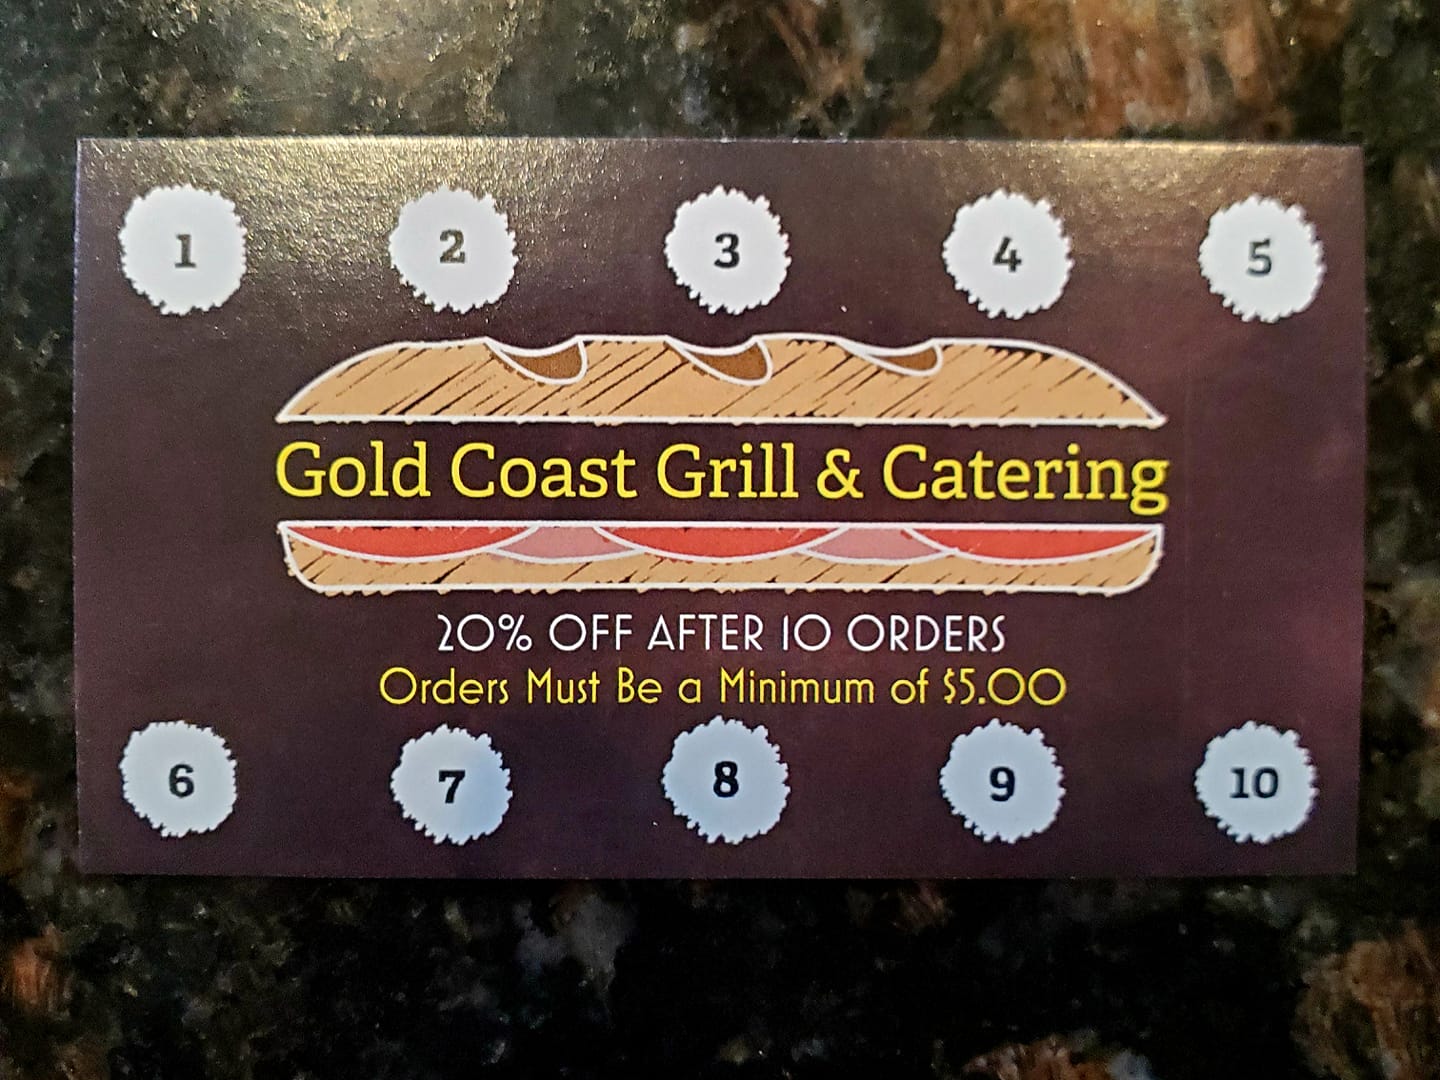 1 2 3 4 5
Gold Coast Grill & Catering
20% OFF AFTER 10 ORDERS
Orders Must Be a Minimum of $5.00
6 7 8 9 10